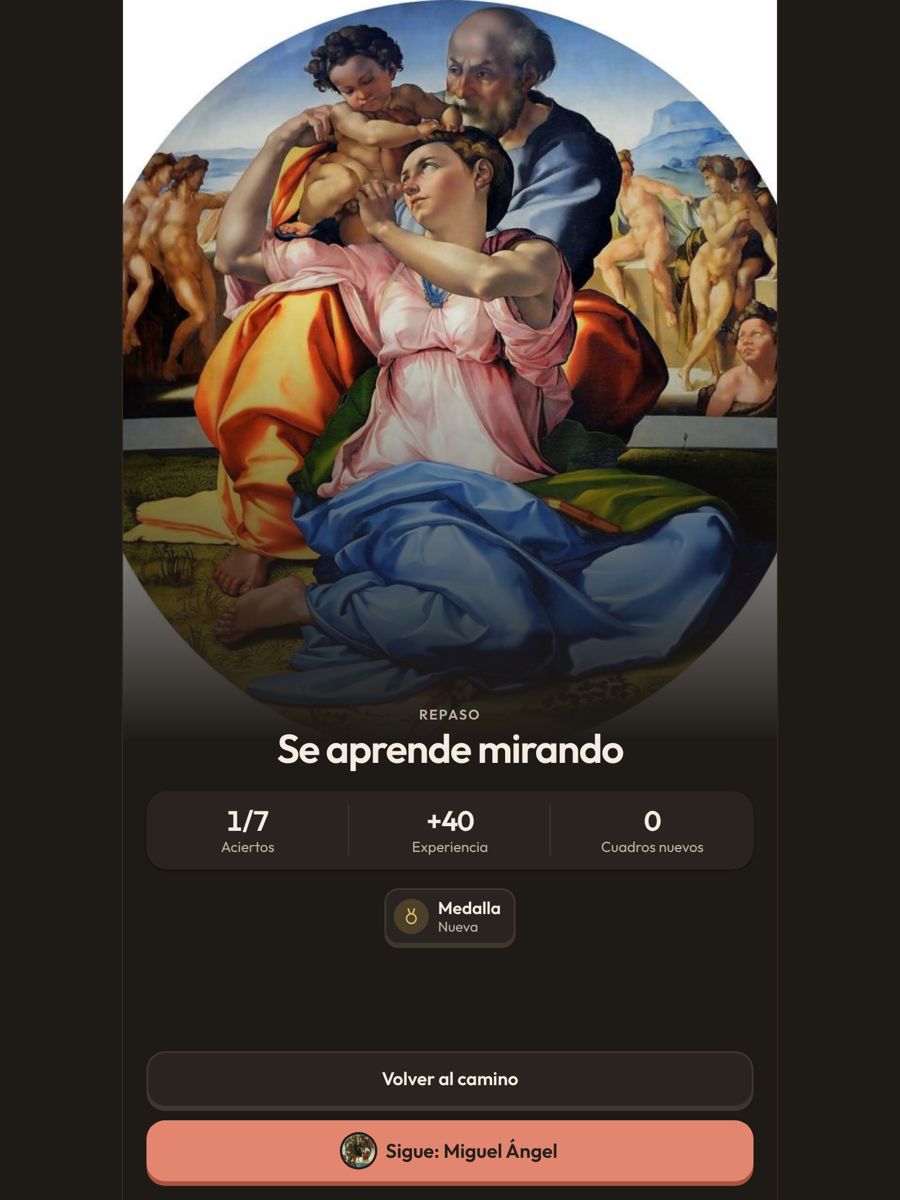 REPASO
Se aprende mirando
1/7
Aciertos
+40
Experiencia
0
Cuadros nuevos
Medalla
Nueva
Volver al camino
Sigue: Miguel Ángel